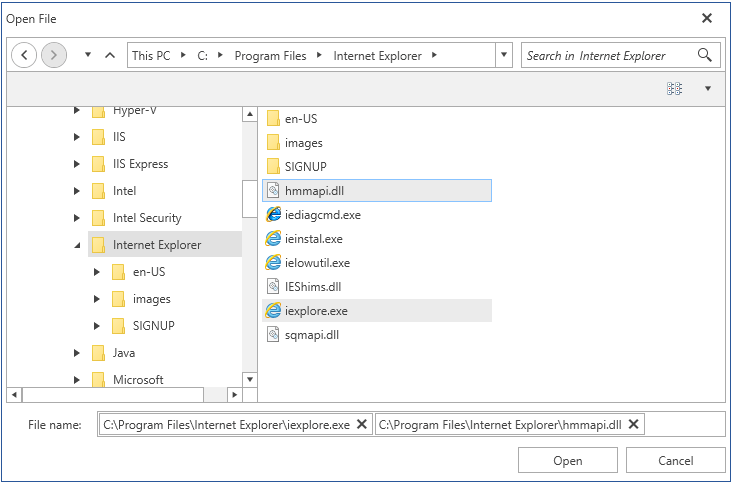 Open File
This PC C: Program Files Internet Explorer
Search in Internet Explorer
Hyper-V
IIS
IIS Express
Intel
Intel Security
Internet Explorer
en-US
images
SIGNUP
Java
Microsoft
en-US
images
SIGNUP
hmmapi.dll
iediagcmd.exe
ieinstal.exe
ielowutil.exe
IEShims.dll
iexplore.exe
sqmapi.dll
File name: C:\Program Files\Internet Explorer\iexplore.exe C:\Program Files\Internet Explorer\hmmapi.dll
Open Cancel